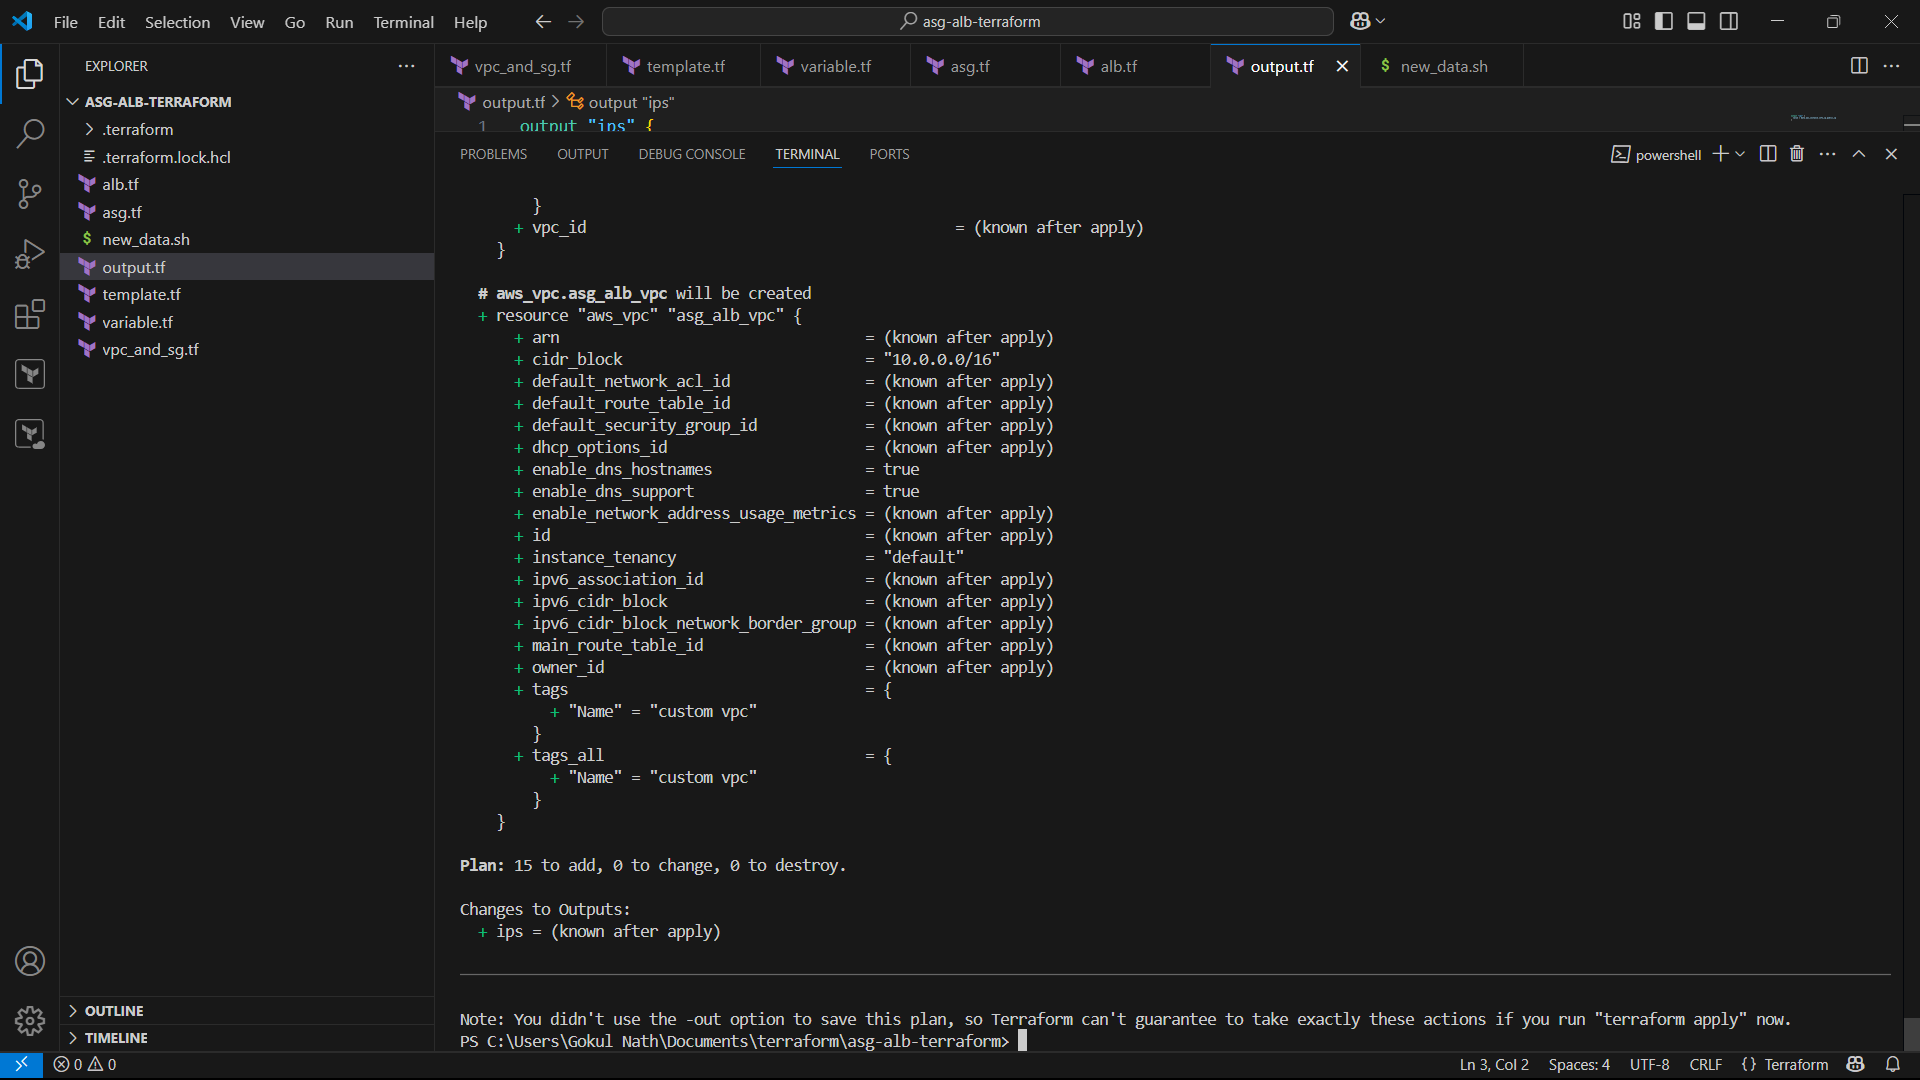 File Edit Selection View Go Run Terminal Help
asg-alb-terraform
EXPLORER
ASG-ALB-TERRAFORM
.terraform
.terraform.lock.hcl
alb.tf
asg.tf
new_data.sh
output.tf
template.tf
variable.tf
vpc_and_sg.tf
OUTLINE
TIMELINE
vpc_and_sg.tf template.tf variable.tf asg.tf alb.tf output.tf $ new_data.sh
output.tf > output "ips"
1 output "ips" {
PROBLEMS OUTPUT DEBUG CONSOLE TERMINAL PORTS
powershell
}
+ vpc_id = (known after apply)
}
# aws_vpc.asg_alb_vpc will be created
+ resource "aws_vpc" "asg_alb_vpc" {
+ arn = (known after apply)
+ cidr_block = "10.0.0.0/16"
+ default_network_acl_id = (known after apply)
+ default_route_table_id = (known after apply)
+ default_security_group_id = (known after apply)
+ dhcp_options_id = (known after apply)
+ enable_dns_hostnames = true
+ enable_dns_support = true
+ enable_network_address_usage_metrics = (known after apply)
+ id = (known after apply)
+ instance_tenancy = "default"
+ ipv6_association_id = (known after apply)
+ ipv6_cidr_block = (known after apply)
+ ipv6_cidr_block_network_border_group = (known after apply)
+ main_route_table_id = (known after apply)
+ owner_id = (known after apply)
+ tags = {
+ "Name" = "custom vpc"
}
+ tags_all = {
+ "Name" = "custom vpc"
}
}
Plan: 15 to add, 0 to change, 0 to destroy.
Changes to Outputs:
+ ips = (known after apply)
Note: You didn't use the -out option to save this plan, so Terraform can't guarantee to take exactly these actions if you run "terraform apply" now.
PS C:\Users\Gokul Nath\Documents\terraform\asg-alb-terraform>
0 0 Ln 3, Col 2 Spaces: 4 UTF-8 CRLF {} Terraform